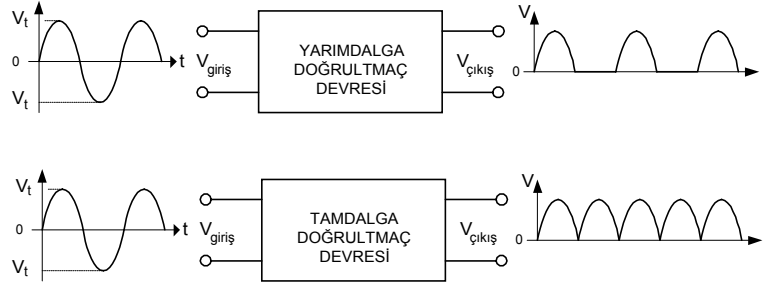 Vt
0
Vt
t
Vgiriş
YARIMDALGA
DOĞRULTMAÇ
DEVRESİ
Vçıkış
V
0
Vt
0
Vt
t
Vgiriş
TAMDALGA
DOĞRULTMAÇ
DEVRESİ
Vçıkış
V
0